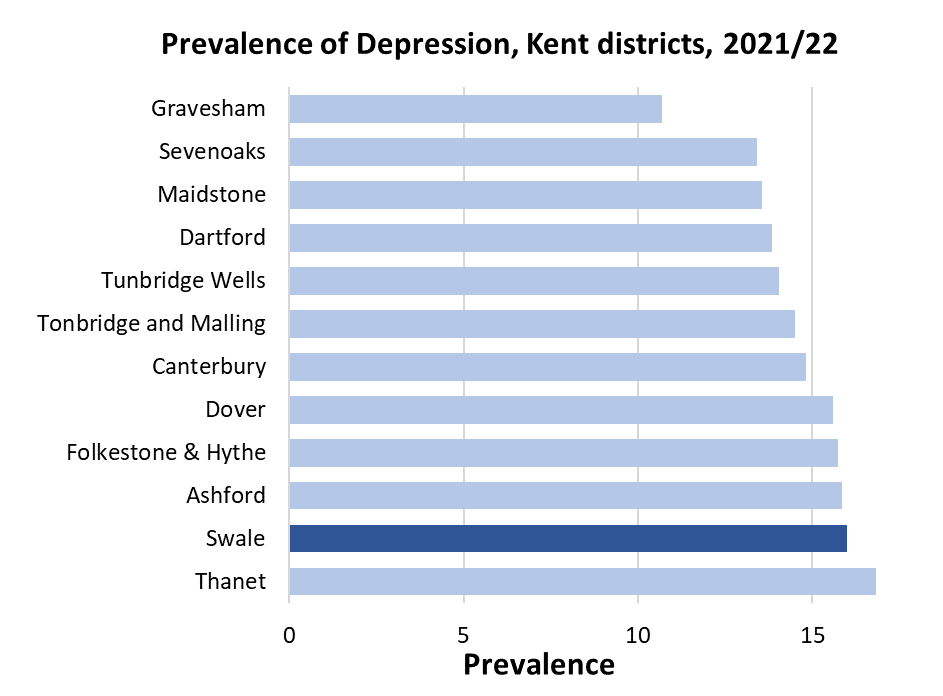 Prevalence of Depression, Kent districts, 2021/22
Gravesham
Sevenoaks
Maidstone
Dartford
Tunbridge Wells
Tonbridge and Malling
Canterbury
Dover
Folkestone & Hythe
Ashford
Swale
Thanet
0 5 10 15
Prevalence